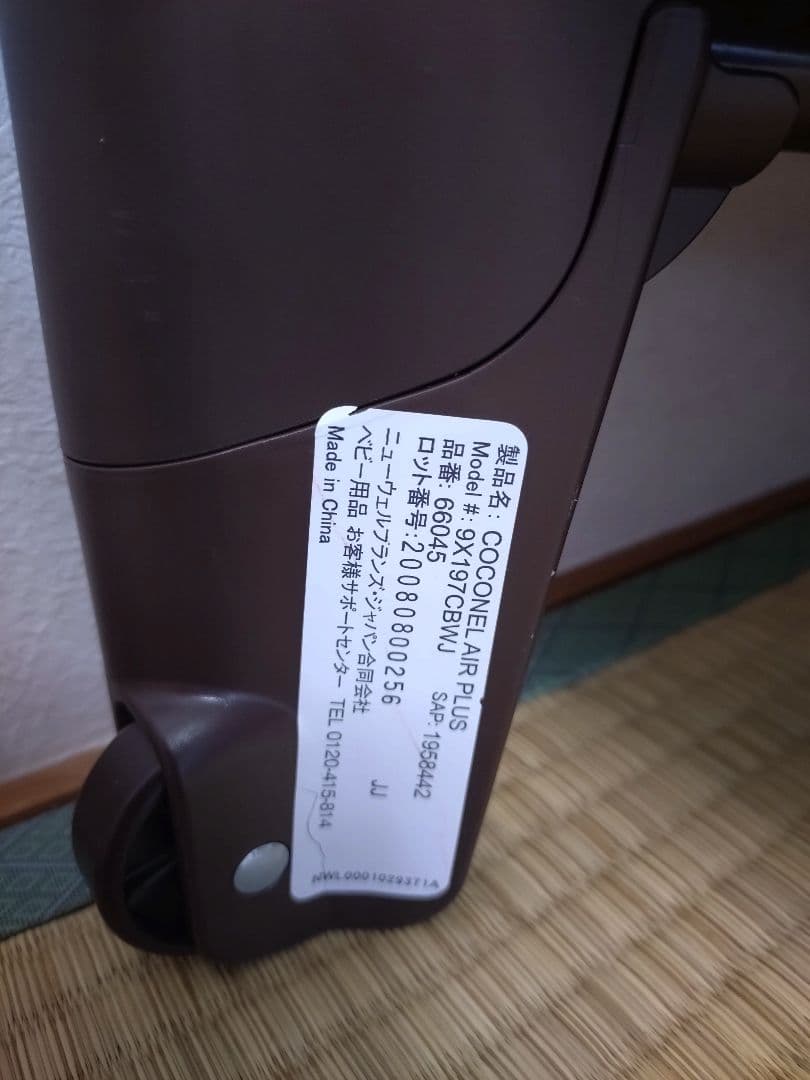 製品名: COCONEL AIR PLUS
Model #: 9X197CBWJ SAP: 1958442
品番: 66045
ロット番号:20080800256
ニューウェルブランズ・ジャパン合同会社 JJ
ベビー用品 お客様サポートセンター TEL 0120-415-814
Made in China
NWL0001029371A